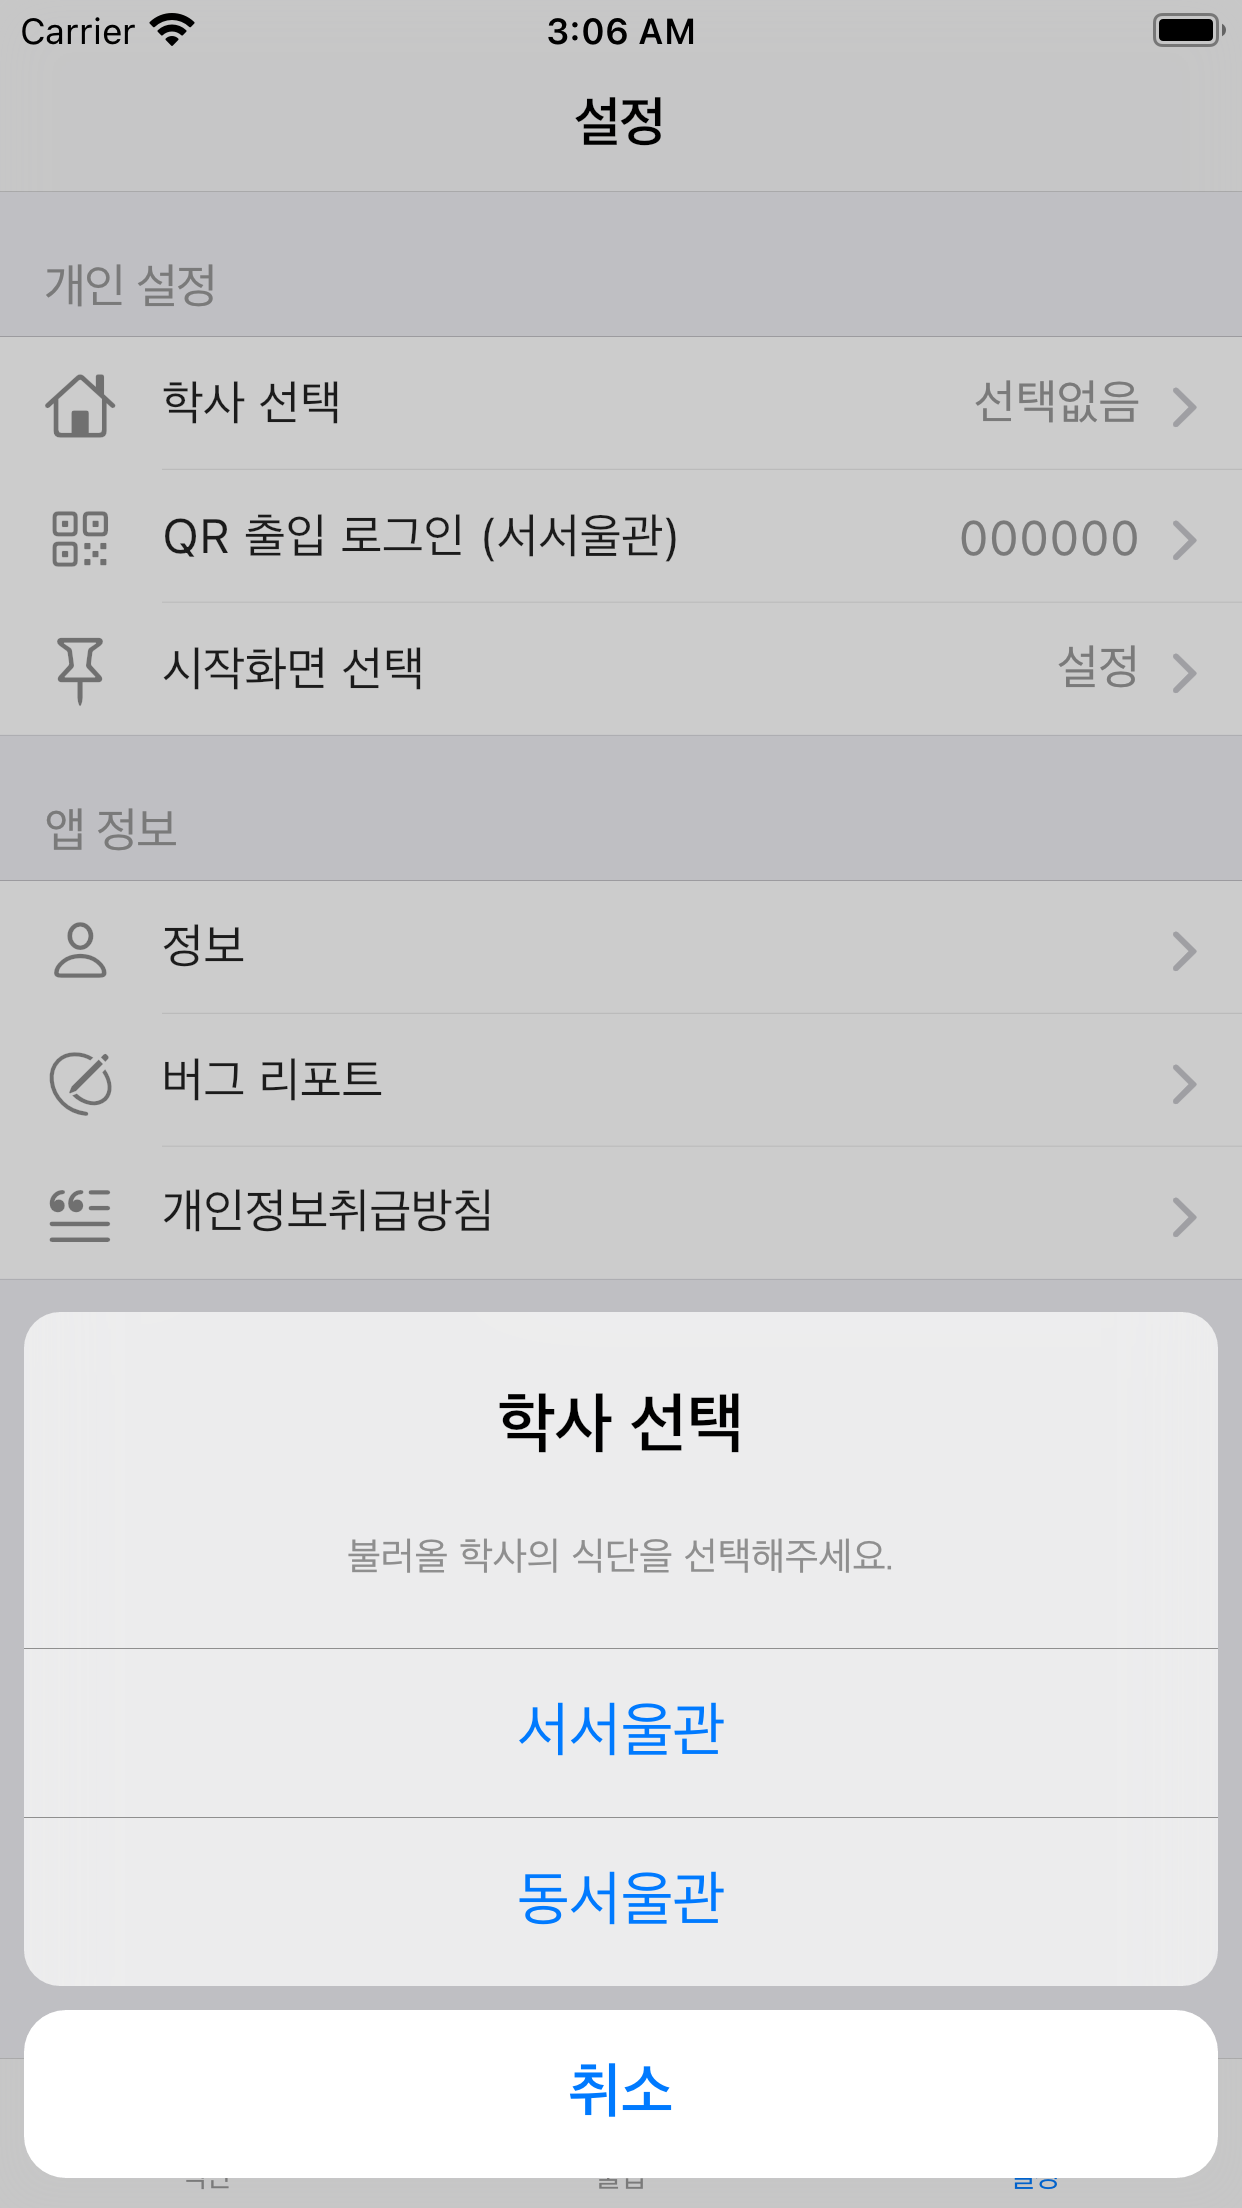 Carrier 3:06 AM
설정
개인 설정
학사 선택 선택없음
QR 출입 로그인 (서서울관) 000000
시작화면 선택 설정
앱 정보
정보
버그 리포트
개인정보취급방침
학사 선택
불러올 학사의 식단을 선택해주세요.
서서울관
동서울관
취소